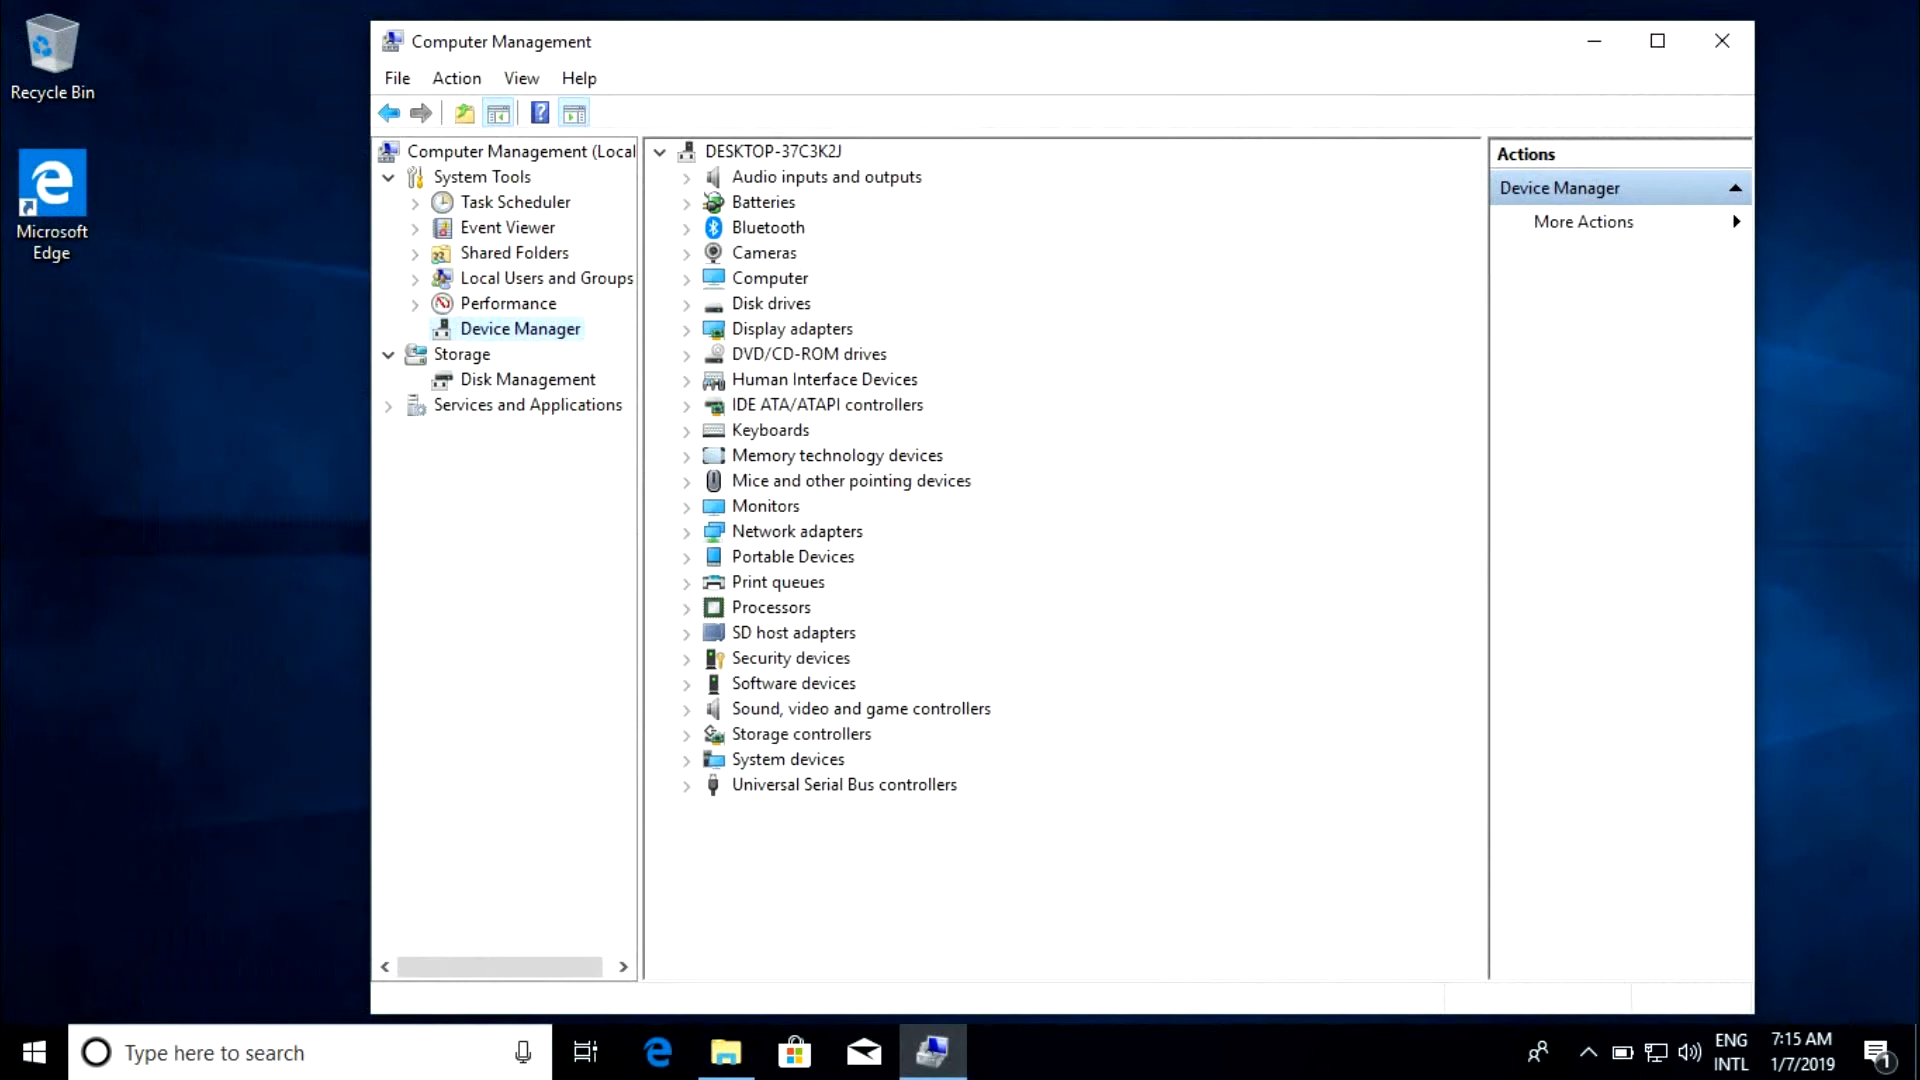 Recycle Bin
Microsoft
Edge
Computer Management
File Action View Help
Computer Management (Local
System Tools
Task Scheduler
Event Viewer
Shared Folders
Local Users and Groups
Performance
Device Manager
Storage
Disk Management
Services and Applications
DESKTOP-37C3K2J
Audio inputs and outputs
Batteries
Bluetooth
Cameras
Computer
Disk drives
Display adapters
DVD/CD-ROM drives
Human Interface Devices
IDE ATA/ATAPI controllers
Keyboards
Memory technology devices
Mice and other pointing devices
Monitors
Network adapters
Portable Devices
Print queues
Processors
SD host adapters
Security devices
Software devices
Sound, video and game controllers
Storage controllers
System devices
Universal Serial Bus controllers
Actions
Device Manager
More Actions
Type here to search
ENG
INTL
7:15 AM
1/7/2019
1